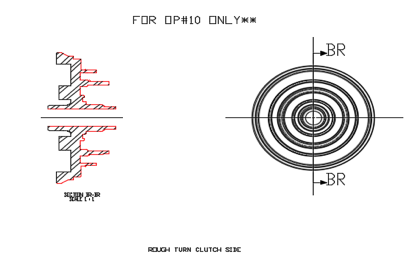 FOR OP#10 ONLY**
BR
SECTION BR-BR
SCALE 1 : 1
BR
ROUGH TURN CLUTCH SIDE